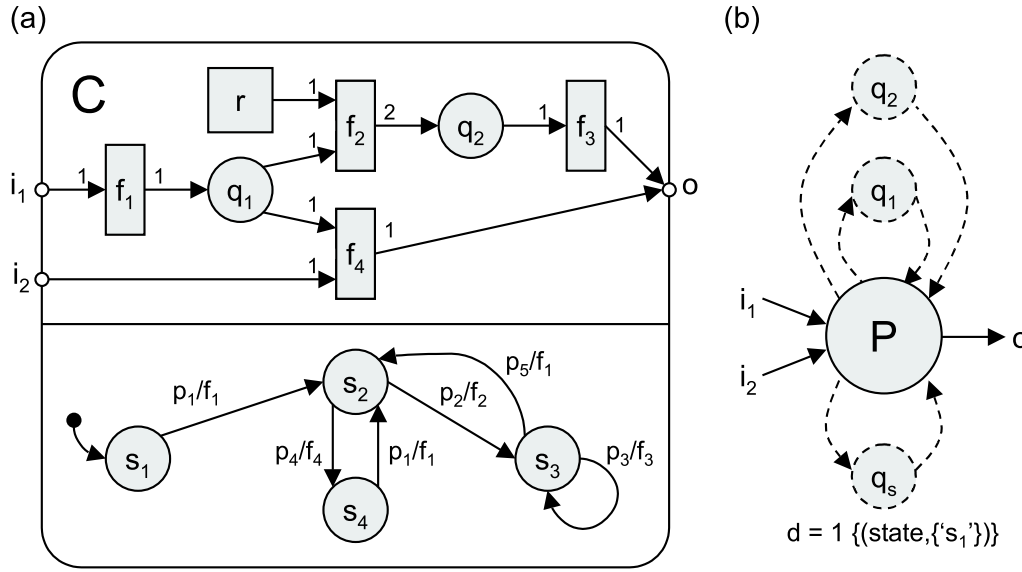 (a)
C
r
1
f₂
1
2
q₂
1
f₃
1
i₁
1
f₁
1
q₁
1
f₄
1
1
o
i₂
s₁
p₁/f₁
s₂
p₅/f₁
p₂/f₂
p₄/f₄
p₁/f₁
s₃
p₃/f₃
s₄
(b)
q₂
q₁
i₁
P
o
i₂
qₛ
d = 1 {(state,{‘s₁’})}